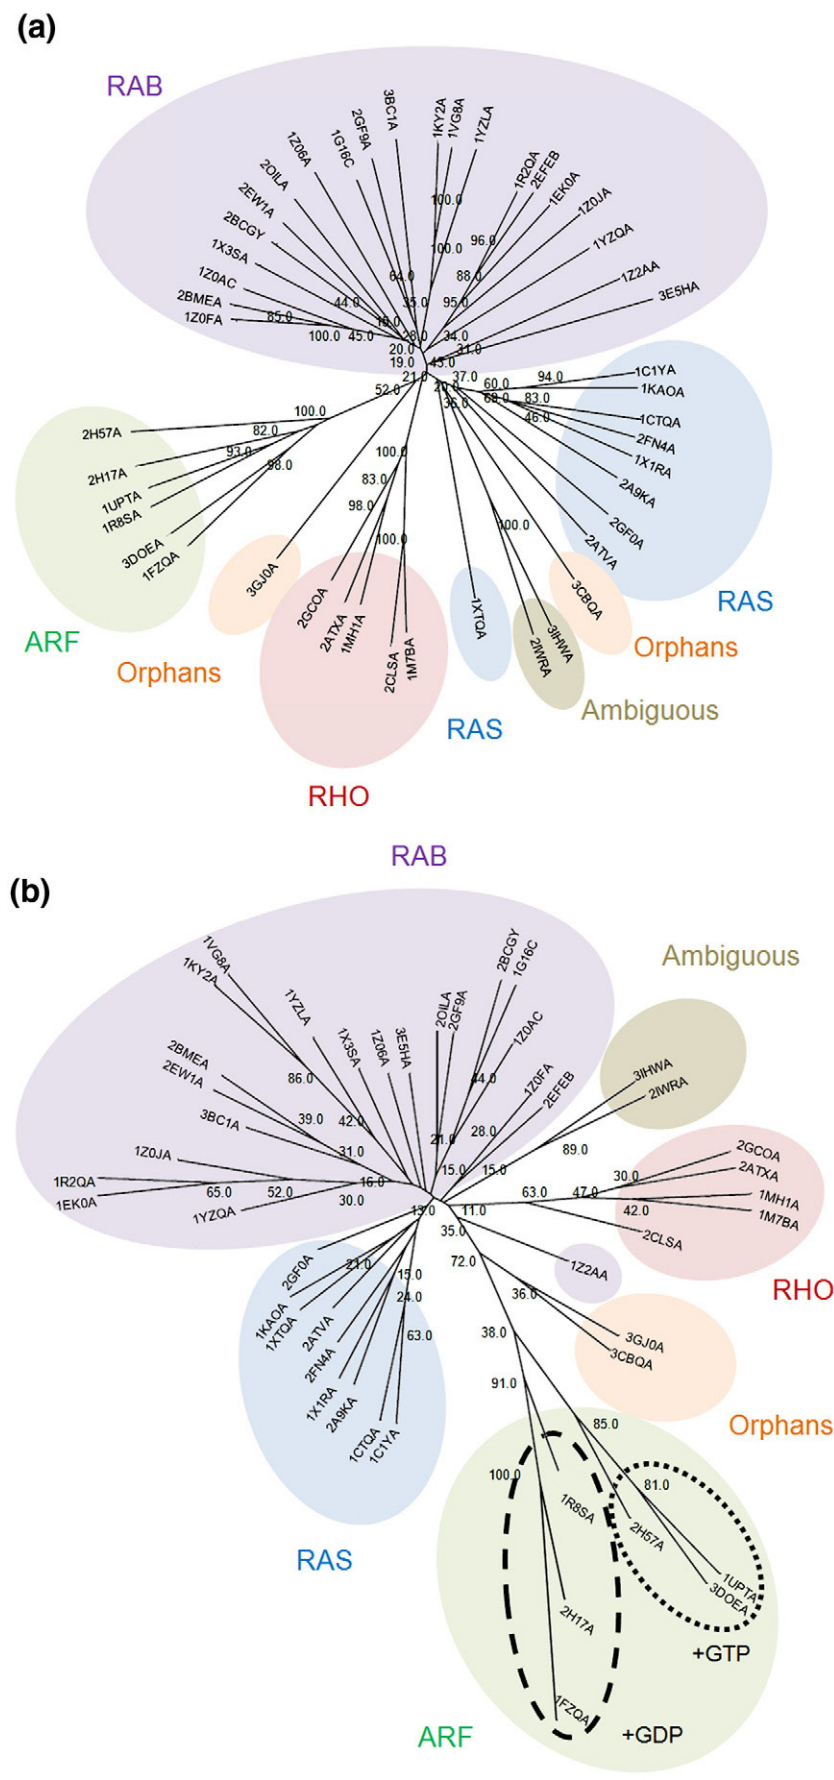 (a)
RAB
3BC1A
2GF9A
1G16C
1Z06A
2OILA
2EW1A
2BCGY
1X3SA
1Z0AC
2BMEA
1Z0FA
1KY2A
1VG8A
1YZLA
1R2QA
2EFEB
1EK0A
1Z0JA
1YZQA
1Z2AA
3E5HA
100.0
100.0
96.0
88.0
95.0
64.0
35.0
44.0
85.0
100.0
45.0
34.0
31.0
20.0
19.0
43.0
21.0
37.0
52.0
36.0
60.0
94.0
83.0
46.0
1C1YA
1KAOA
1CTQA
2FN4A
1X1RA
2A9KA
2GF0A
2ATVA
RAS
100.0
82.0
93.0
98.0
2H57A
2H17A
1UPTA
1R8SA
3DOEA
1FZQA
ARF
3GJ0A
Orphans
100.0
83.0
98.0
100.0
2GCOA
2ATXA
1MH1A
2CLSA
1M7BA
RHO
1XTQA
RAS
100.0
3IHWA
2IWRA
Ambiguous
3CBQA
Orphans
(b)
RAB
1VG8A
1KY2A
1YZLA
1X3SA
1Z06A
3E5HA
2OILA
2GF9A
2BCGY
1G16C
1Z0AC
1Z0FA
2EFEB
2BMEA
2EW1A
3BC1A
1Z0JA
1R2QA
1EK0A
1YZQA
86.0
39.0
42.0
31.0
16.0
65.0
52.0
30.0
44.0
21.0
28.0
15.0
15.0
Ambiguous
3IHWA
2IWRA
89.0
2GCOA
2ATXA
1MH1A
1M7BA
2CLSA
30.0
63.0
47.0
42.0
RHO
11.0
35.0
72.0
1Z2AA
36.0
3GJ0A
3CBQA
Orphans
2GF0A
1KAOA
1XTQA
2ATVA
2FN4A
1X1RA
2A9KA
1CTQA
1C1YA
21.0
15.0
24.0
63.0
RAS
38.0
91.0
85.0
100.0
81.0
1R8SA
2H57A
1UPTA
3DOEA
2H17A
1FZQA
+GTP
+GDP
ARF